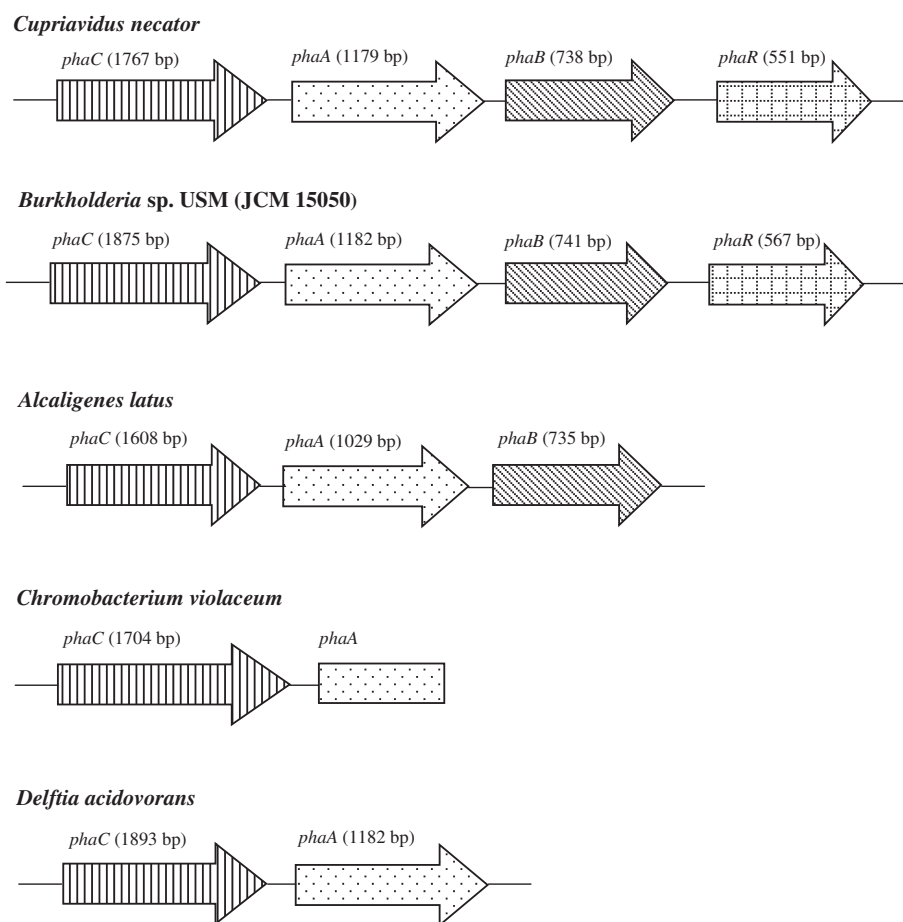 Cupriavidus necator
phaC (1767 bp) phaA (1179 bp) phaB (738 bp) phaR (551 bp)
Burkholderia sp. USM (JCM 15050)
phaC (1875 bp) phaA (1182 bp) phaB (741 bp) phaR (567 bp)
Alcaligenes latus
phaC (1608 bp) phaA (1029 bp) phaB (735 bp)
Chromobacterium violaceum
phaC (1704 bp) phaA
Delftia acidovorans
phaC (1893 bp) phaA (1182 bp)